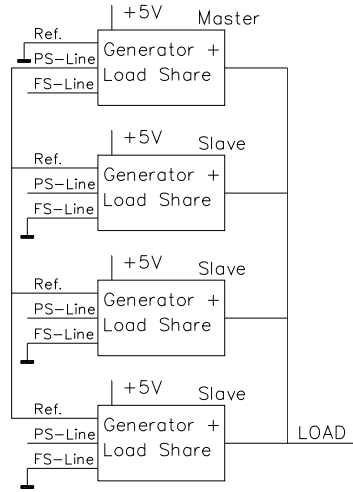 +5V Master
Ref.
Generator +
PS-Line
Load Share
FS-Line
+5V Slave
Ref.
Generator +
PS-Line
Load Share
FS-Line
+5V Slave
Ref.
Generator +
PS-Line
Load Share
FS-Line
+5V Slave
Ref.
Generator +
LOAD
PS-Line
Load Share
FS-Line